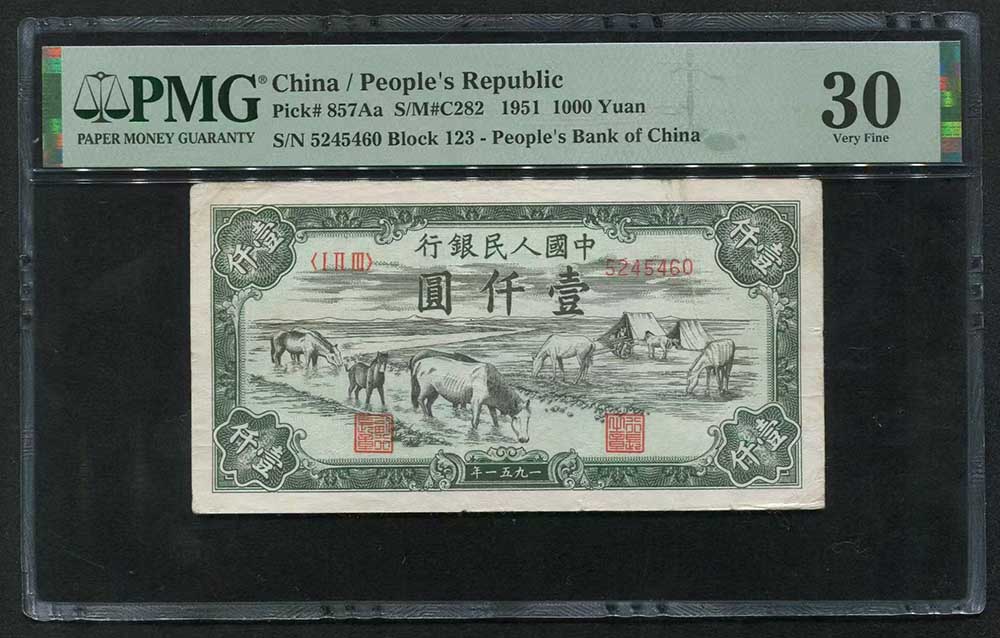 PMG®
PAPER MONEY GUARANTY
China / People's Republic
Pick# 857Aa S/M#C282 1951 1000 Yuan
S/N 5245460 Block 123 - People's Bank of China
30
Very Fine
壹仟
中國人民銀行
壹仟
〈I II III〉
5245460
壹仟圓
壹仟
一九五一年
壹仟